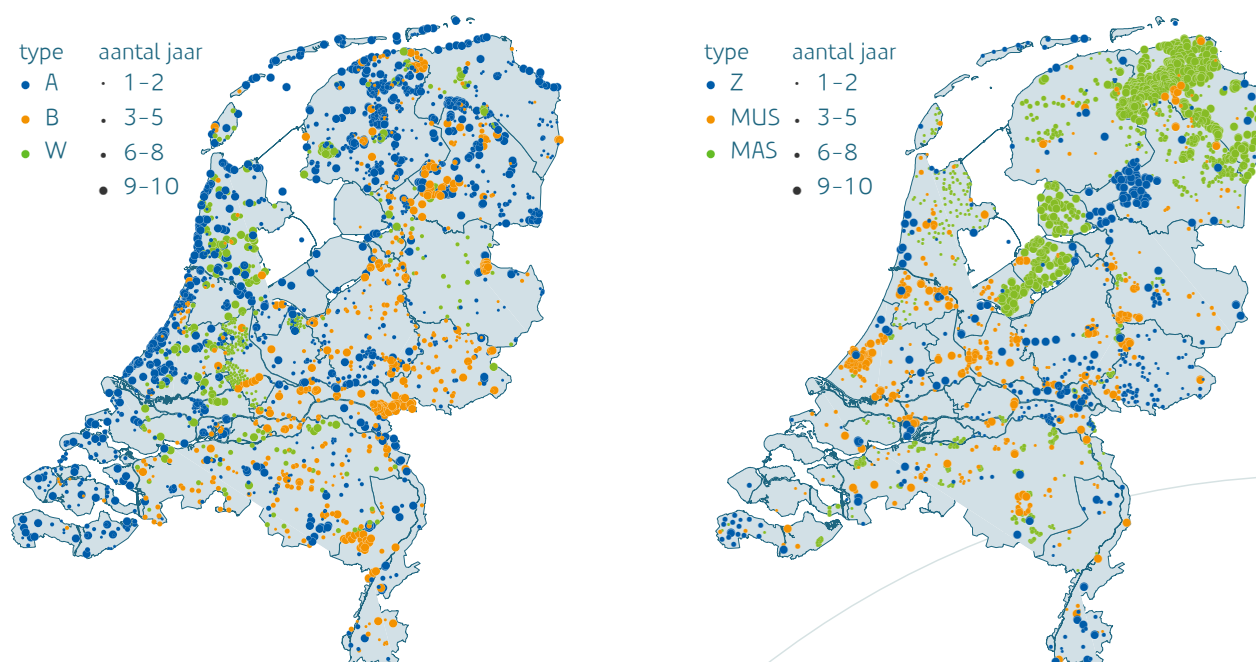 type aantal jaar
A 1-2
B 3-5
W 6-8
9-10
type aantal jaar
Z 1-2
MUS 3-5
MAS 6-8
9-10